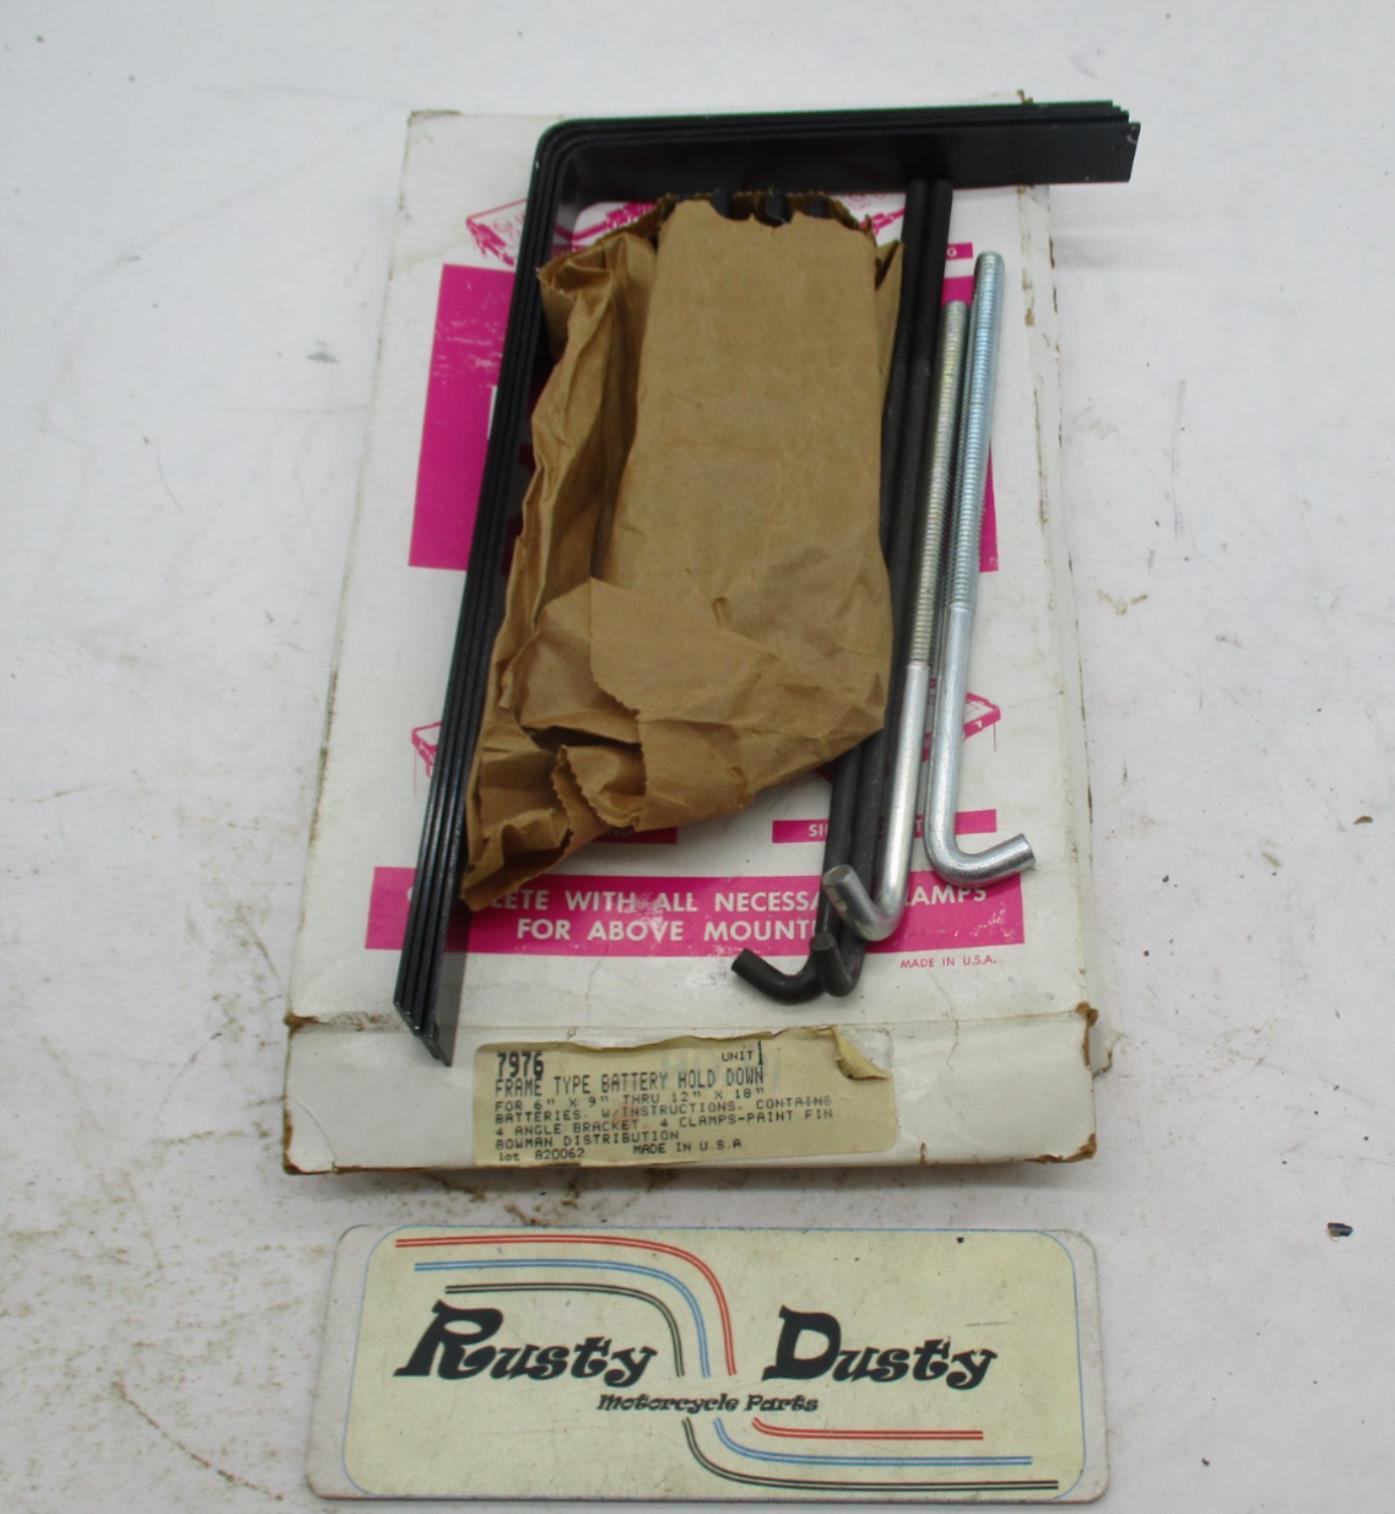 WITH ALL NECESSA
AMPS
FOR ABOVE MOUNT
MADE IN U.S.A.
7976
UNIT 1
FRAME TYPE BATTERY HOLD DOWN
FOR 6" X 9" THRU 12" X 18"
BATTERIES. W INSTRUCTIONS. CONTAINS
4 ANGLE BRACKET 4 CLAMPS-PAINT FIN
BOWMAN DISTRIBUTION
lot 820062 MADE IN U.S.A
Rusty Dusty
Motorcycle Parts